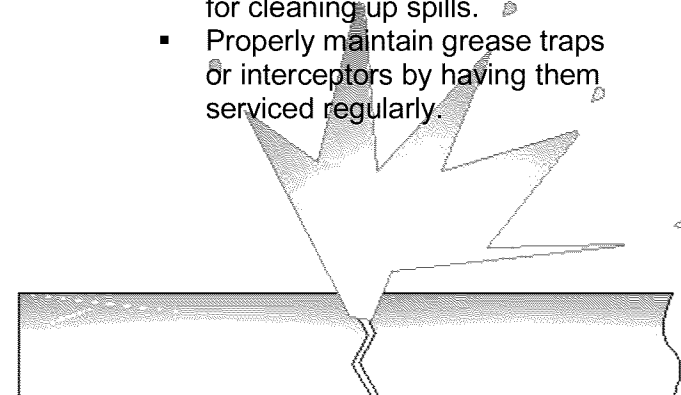 for cleaning up spills.
▪ Properly maintain grease traps
or interceptors by having them
serviced regularly.